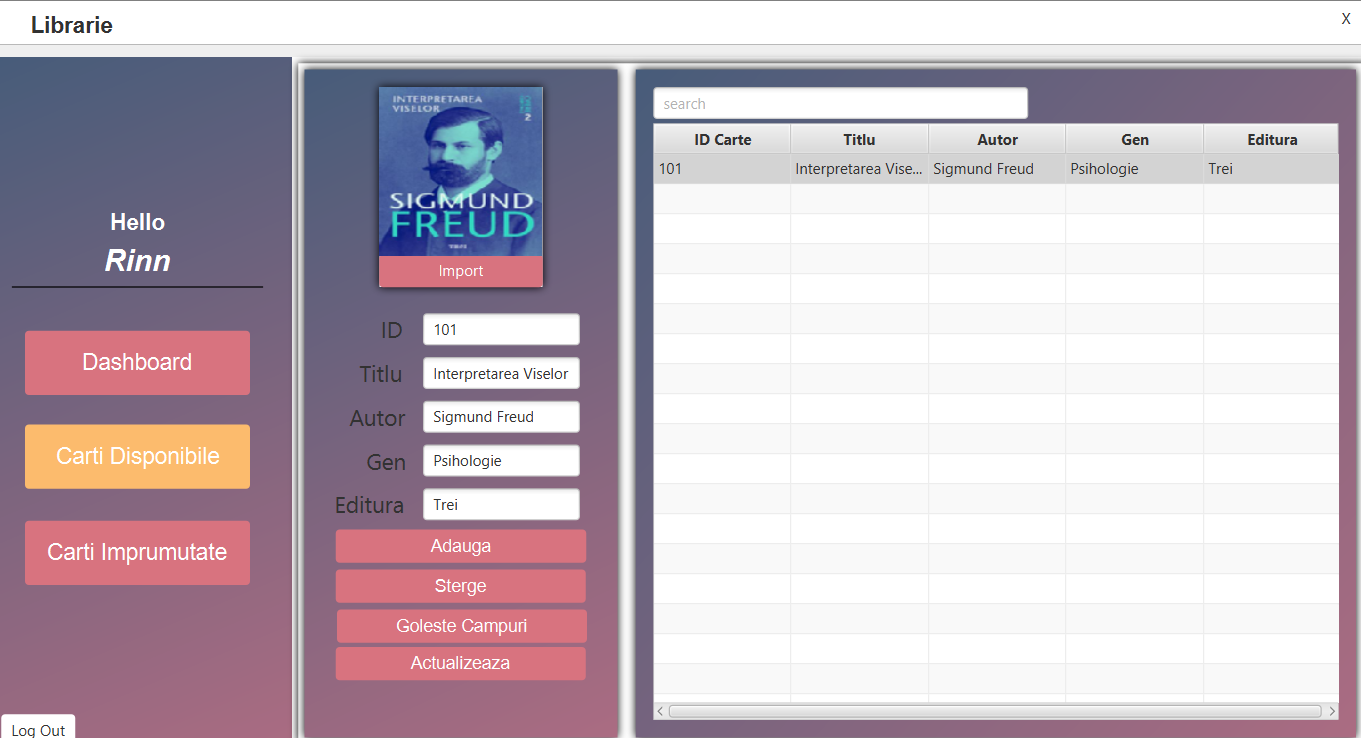 Librarie
X
Hello
Rinn
Dashboard
Carti Disponibile
Carti Imprumutate
Log Out
INTERPRETAREA
VISELOR
2
SIGMUND
FREUD
Import
ID 101
Titlu Interpretarea Viselor
Autor Sigmund Freud
Gen Psihologie
Editura Trei
Adauga
Sterge
Goleste Campuri
Actualizeaza
search
ID Carte Titlu Autor Gen Editura
101 Interpretarea Vise... Sigmund Freud Psihologie Trei